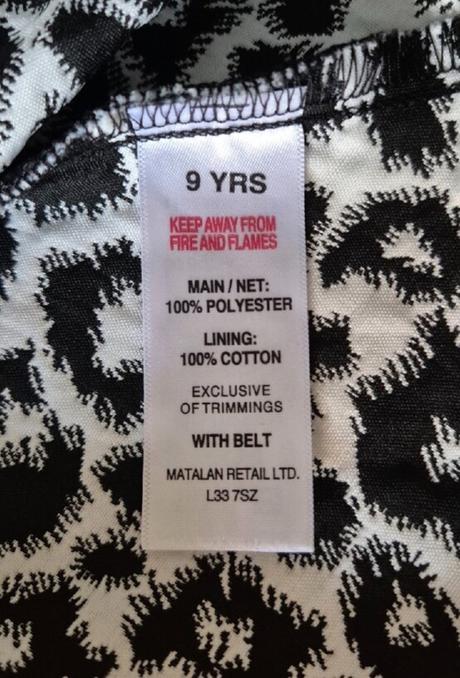 9 YRS
KEEP AWAY FROM
FIRE AND FLAMES
MAIN / NET:
100% POLYESTER
LINING:
100% COTTON
EXCLUSIVE
OF TRIMMINGS
WITH BELT
MATALAN RETAIL LTD.
L33 7SZ